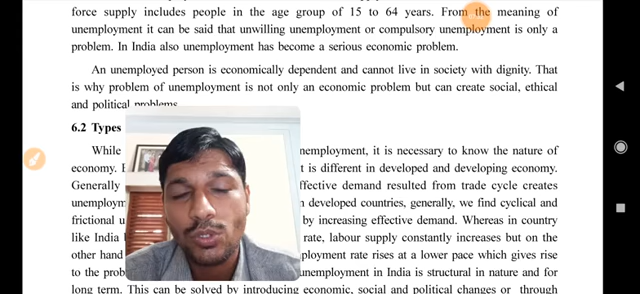 force supply includes people in the age group of 15 to 64 years. From the meaning of
unemployment it can be said that unwilling unemployment or compulsory unemployment is only a
problem. In India also unemployment has become a serious economic problem.
An unemployed person is economically dependent and cannot live in society with dignity. That
is why problem of unemployment is not only an economic problem but can create social, ethical
and political problems
6.2 Types
While nemployment, it is necessary to know the nature of
economy. t is different in developed and developing economy.
Generally ffective demand resulted from trade cycle creates
unemploym n developed countries, generally, we find cyclical and
frictional u by increasing effective demand. Whereas in country
like India rate, labour supply constantly increases but on the
other hand ployment rate rises at a lower pace which gives rise
to the prob unemployment in India is structural in nature and for
long term. This can be solved by introducing economic, social and political changes or through